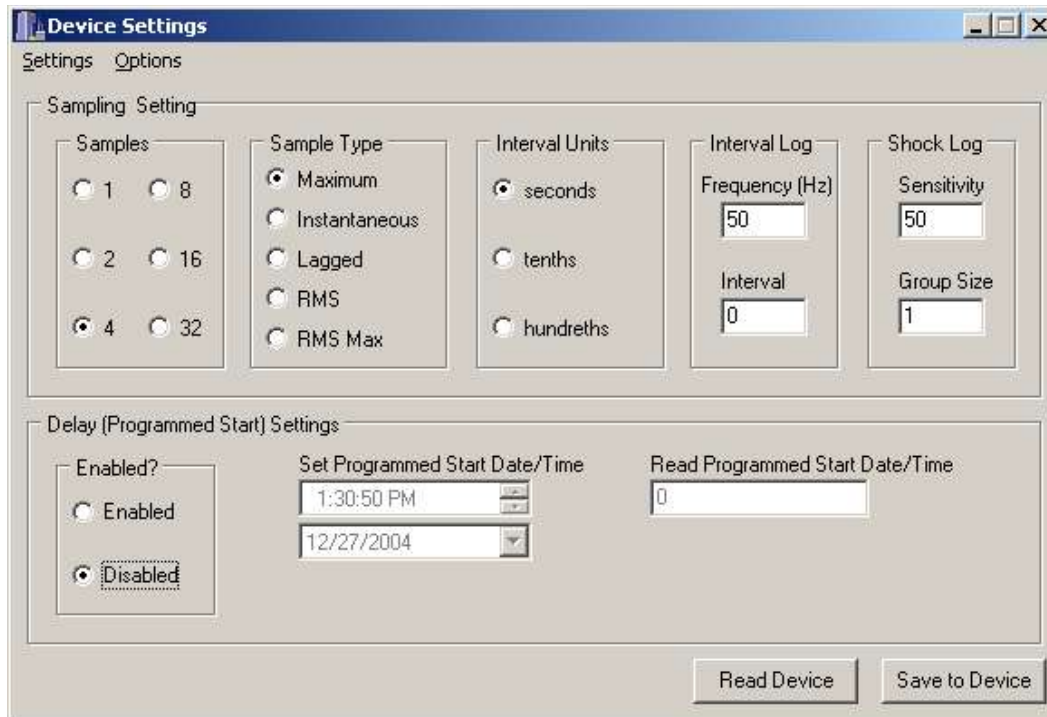 Device Settings
Settings Options
Sampling Setting
Samples
1 8
2 16
4 32
Sample Type
Maximum
Instantaneous
Lagged
RMS
RMS Max
Interval Units
seconds
tenths
hundreths
Interval Log
Frequency (Hz)
50
Interval
0
Shock Log
Sensitivity
50
Group Size
1
Delay (Programmed Start) Settings
Enabled?
Enabled
Disabled
Set Programmed Start Date/Time
1:30:50 PM
12/27/2004
Read Programmed Start Date/Time
0
Read Device
Save to Device